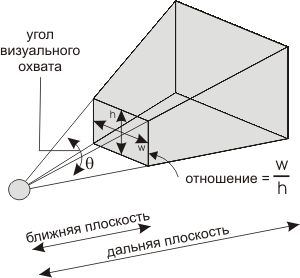 угол
визуального
охвата
h
w
θ
отношение = w/h
ближняя плоскость
дальняя плоскость